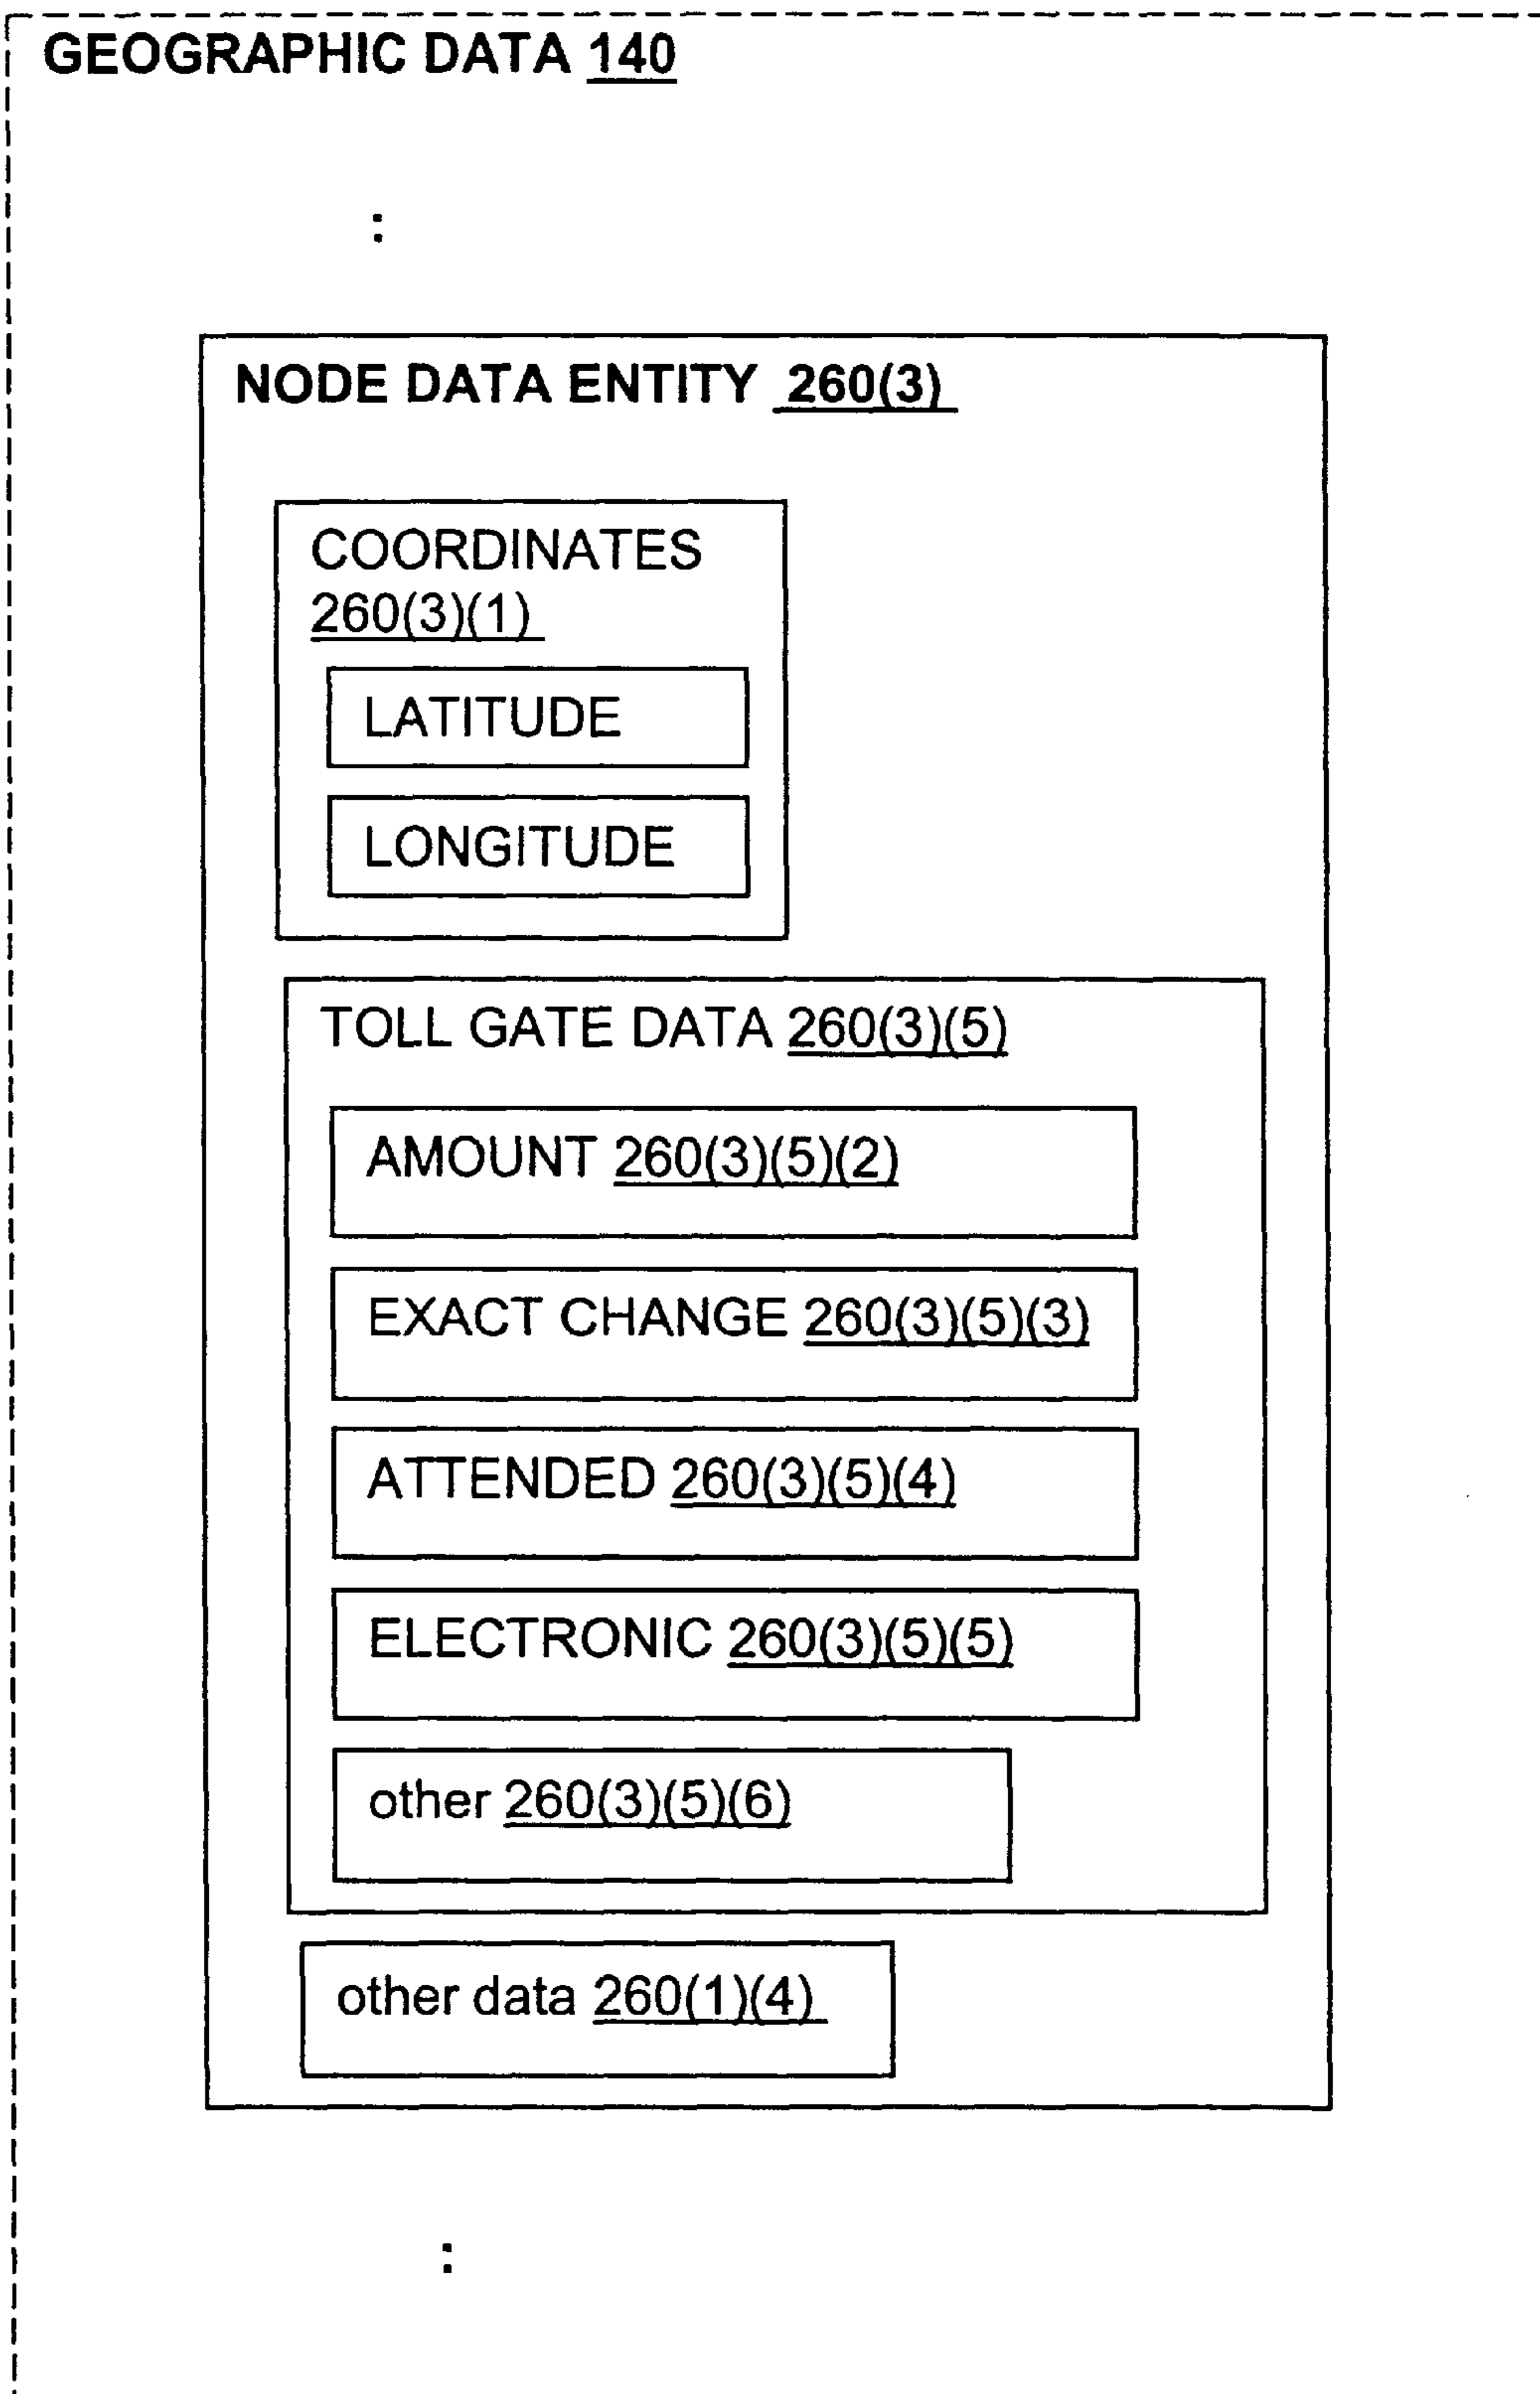 GEOGRAPHIC DATA 140
:
NODE DATA ENTITY 260(3)
COORDINATES
260(3)(1)
LATITUDE
LONGITUDE
TOLL GATE DATA 260(3)(5)
AMOUNT 260(3)(5)(2)
EXACT CHANGE 260(3)(5)(3)
ATTENDED 260(3)(5)(4)
ELECTRONIC 260(3)(5)(5)
other 260(3)(5)(6)
other data 260(1)(4)
: